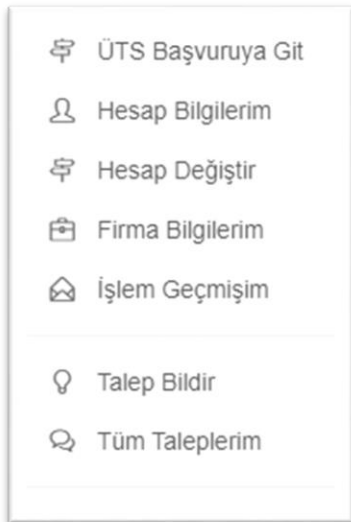 ÜTS Başvuruya Git
Hesap Bilgilerim
Hesap Değiştir
Firma Bilgilerim
İşlem Geçmişim
Talep Bildir
Tüm Taleplerim